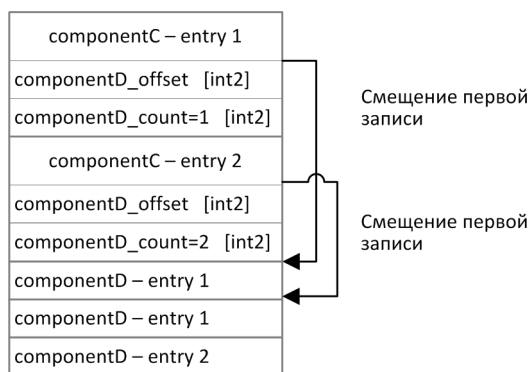 componentC – entry 1
componentD_offset [int2]
componentD_count=1 [int2]
Смещение первой
записи
componentC – entry 2
componentD_offset [int2]
componentD_count=2 [int2]
Смещение первой
записи
componentD – entry 1
componentD – entry 1
componentD – entry 2